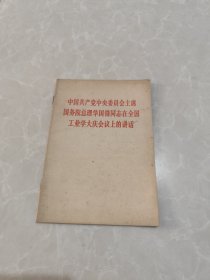 中国共产党中央委员会主席
国务院总理华国锋同志在全国
工业学大庆会议上的讲话